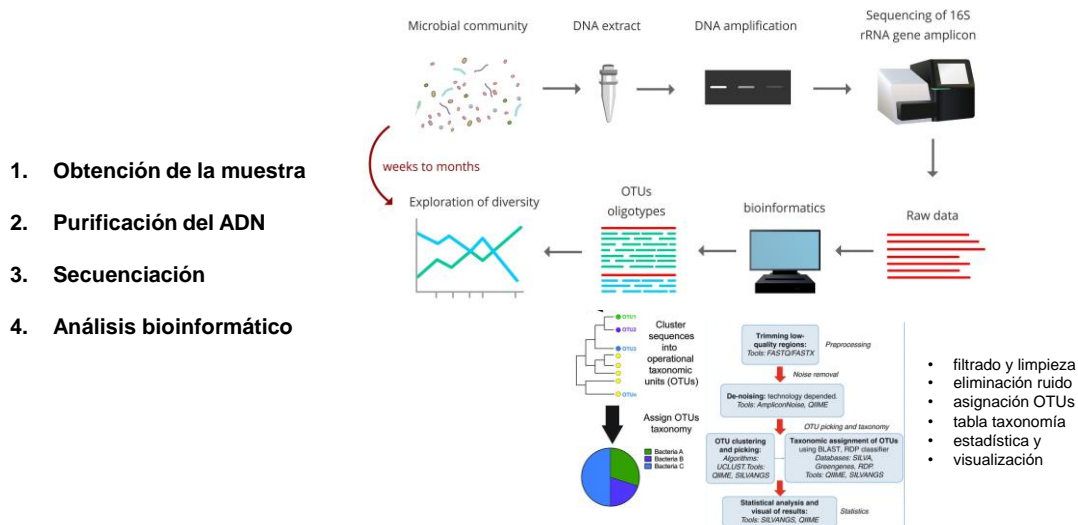 Microbial community
DNA extract
DNA amplification
Sequencing of 16S
rRNA gene amplicon
weeks to months
Exploration of diversity
OTUs
oligotypes
bioinformatics
Raw data
1. Obtención de la muestra
2. Purificación del ADN
3. Secuenciación
4. Análisis bioinformático
OTU1
OTU2
OTU3
OTUn
Cluster
sequences
into
operational
taxonomic
units (OTUs)
Assign OTUs
taxonomy
Bacteria A
Bacteria B
Bacteria C
Trimming low-
quality regions:
Tools: FASTQ/FASTX
Preprocessing
Noise removal
De-noising: technology depended.
Tools: AmpliconNoise, QIIME
OTU picking and taxonomy
OTU clustering
and picking:
Algorithms:
UCLUST.Tools:
QIIME, SILVANGS
Taxonomic assignment of OTUs
using BLAST, RDP classifier
Databases: SILVA,
Greengenes, RDP.
Tools: QIIME, SILVANGS
Statistical analysis and
visual of results:
Tools: SILVANGS, QIIME
Statistics
• filtrado y limpieza
• eliminación ruido
• asignación OTUs
• tabla taxonomía
• estadística y
• visualización